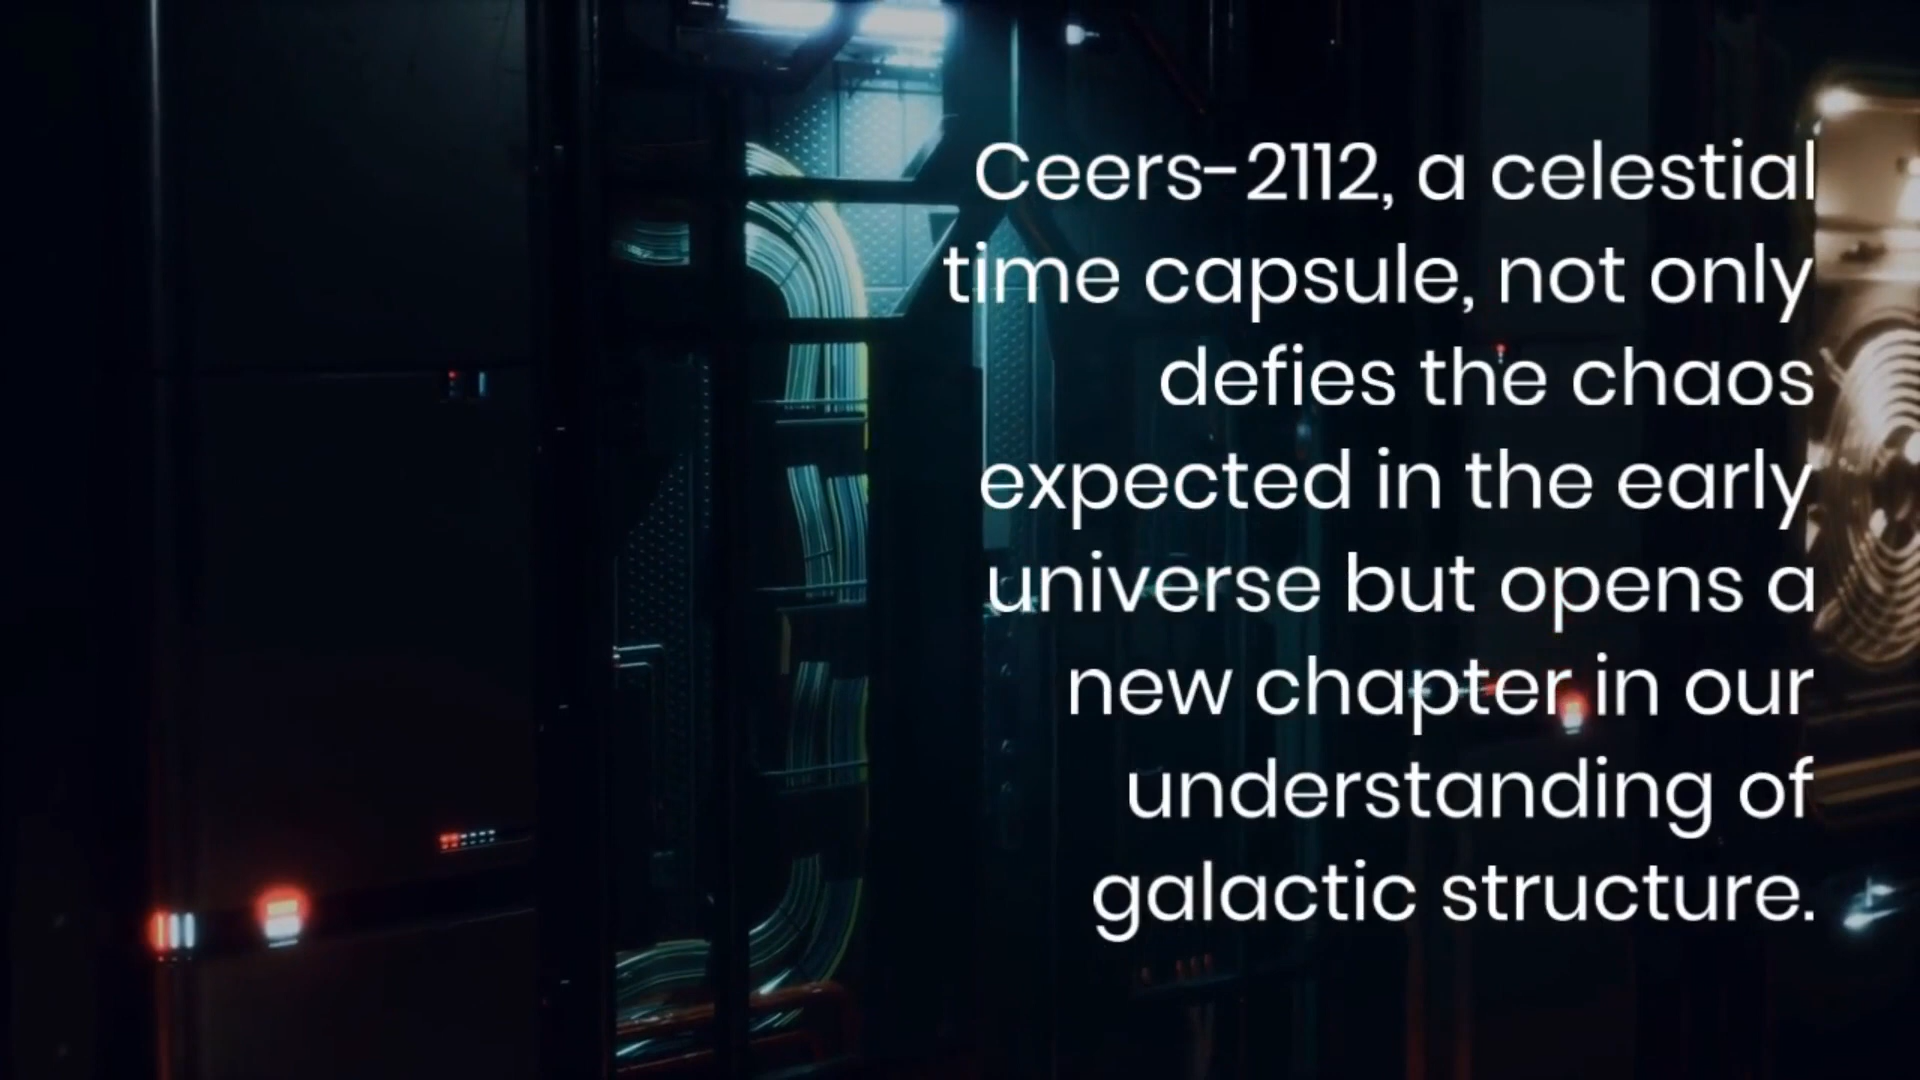 Ceers-2112, a celestial
time capsule, not only
defies the chaos
expected in the early
universe but opens a
new chapter in our
understanding of
galactic structure.